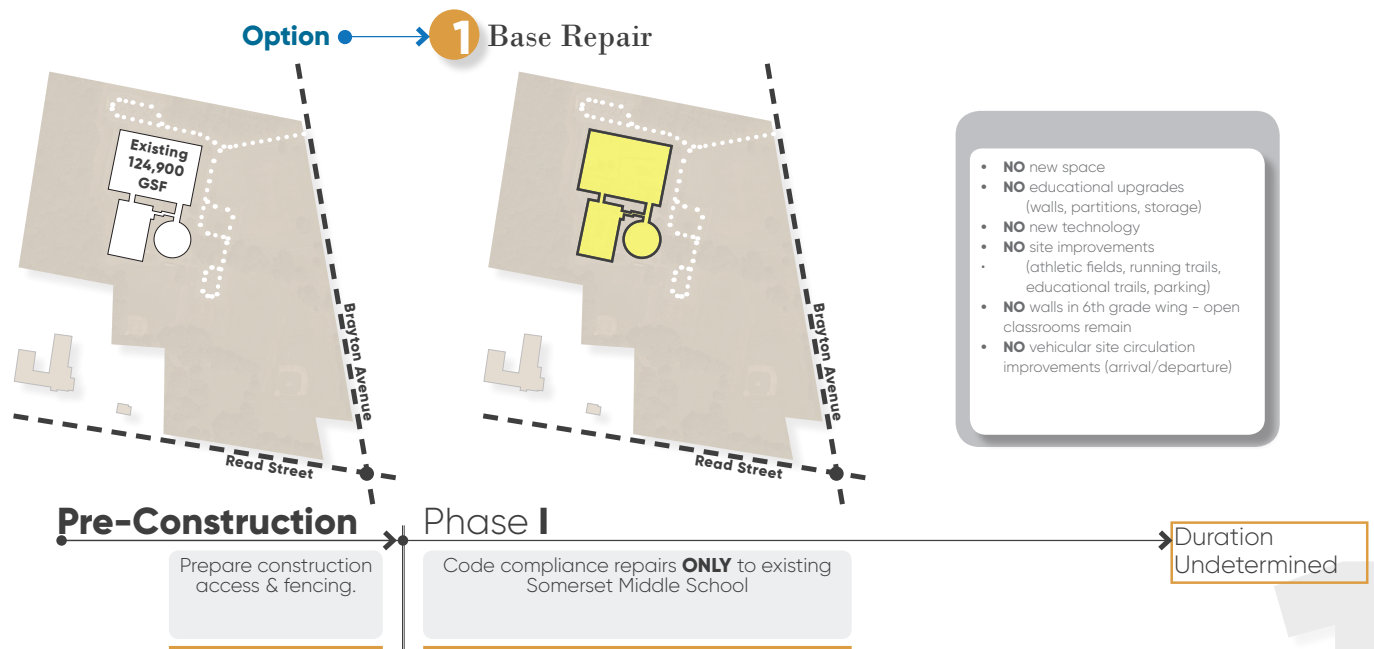 Option 1 Base Repair
Existing
124,900
GSF
Brayton Avenue
Read Street
Brayton Avenue
Read Street
• NO new space
• NO educational upgrades
(walls, partitions, storage)
• NO new technology
• NO site improvements
• (athletic fields, running trails,
educational trails, parking)
• NO walls in 6th grade wing - open
classrooms remain
• NO vehicular site circulation
improvements (arrival/departure)
Pre-Construction
Prepare construction
access & fencing.
Phase I
Code compliance repairs ONLY to existing
Somerset Middle School
Duration
Undetermined
1